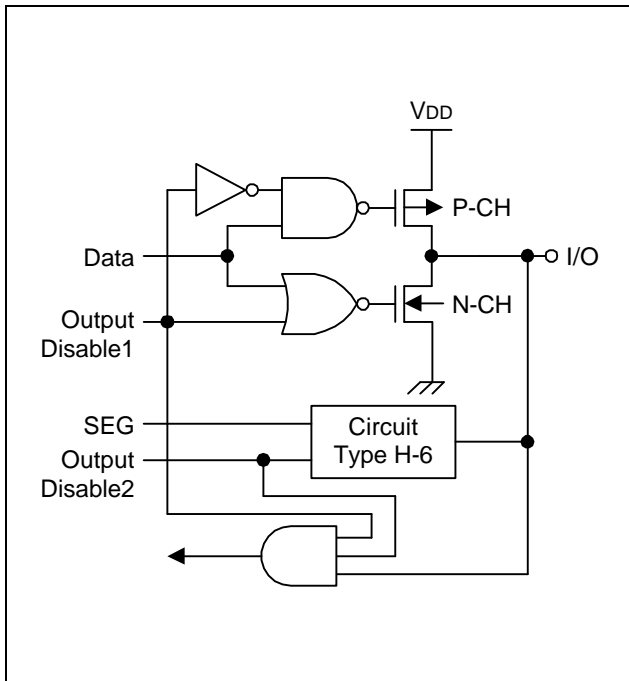 VDD
P-CH
Data
I/O
N-CH
Output
Disable1
SEG
Circuit
Type H-6
Output
Disable2